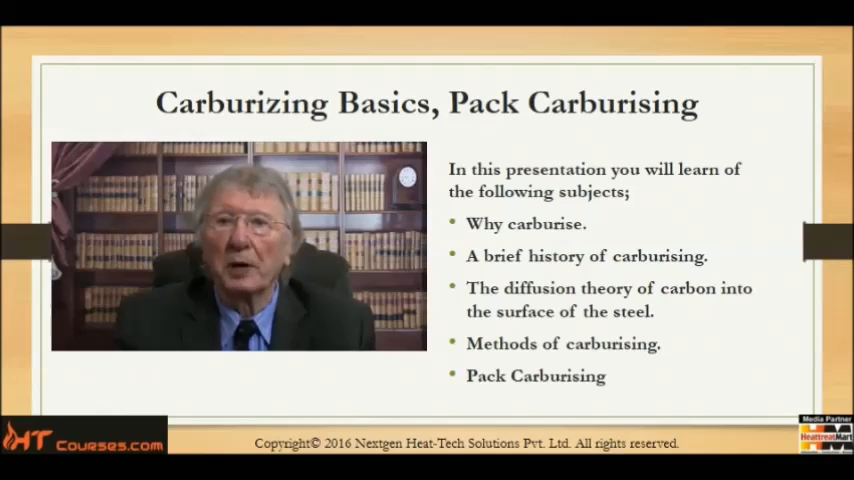 Carburizing Basics, Pack Carburising
In this presentation you will learn of
the following subjects;
• Why carburise.
• A brief history of carburising.
• The diffusion theory of carbon into
the surface of the steel.
• Methods of carburising.
• Pack Carburising
HT Courses.com
Copyright© 2016 Nextgen Heat-Tech Solutions Pvt. Ltd. All rights reserved.
Media Partner
HM
HeattreatMart